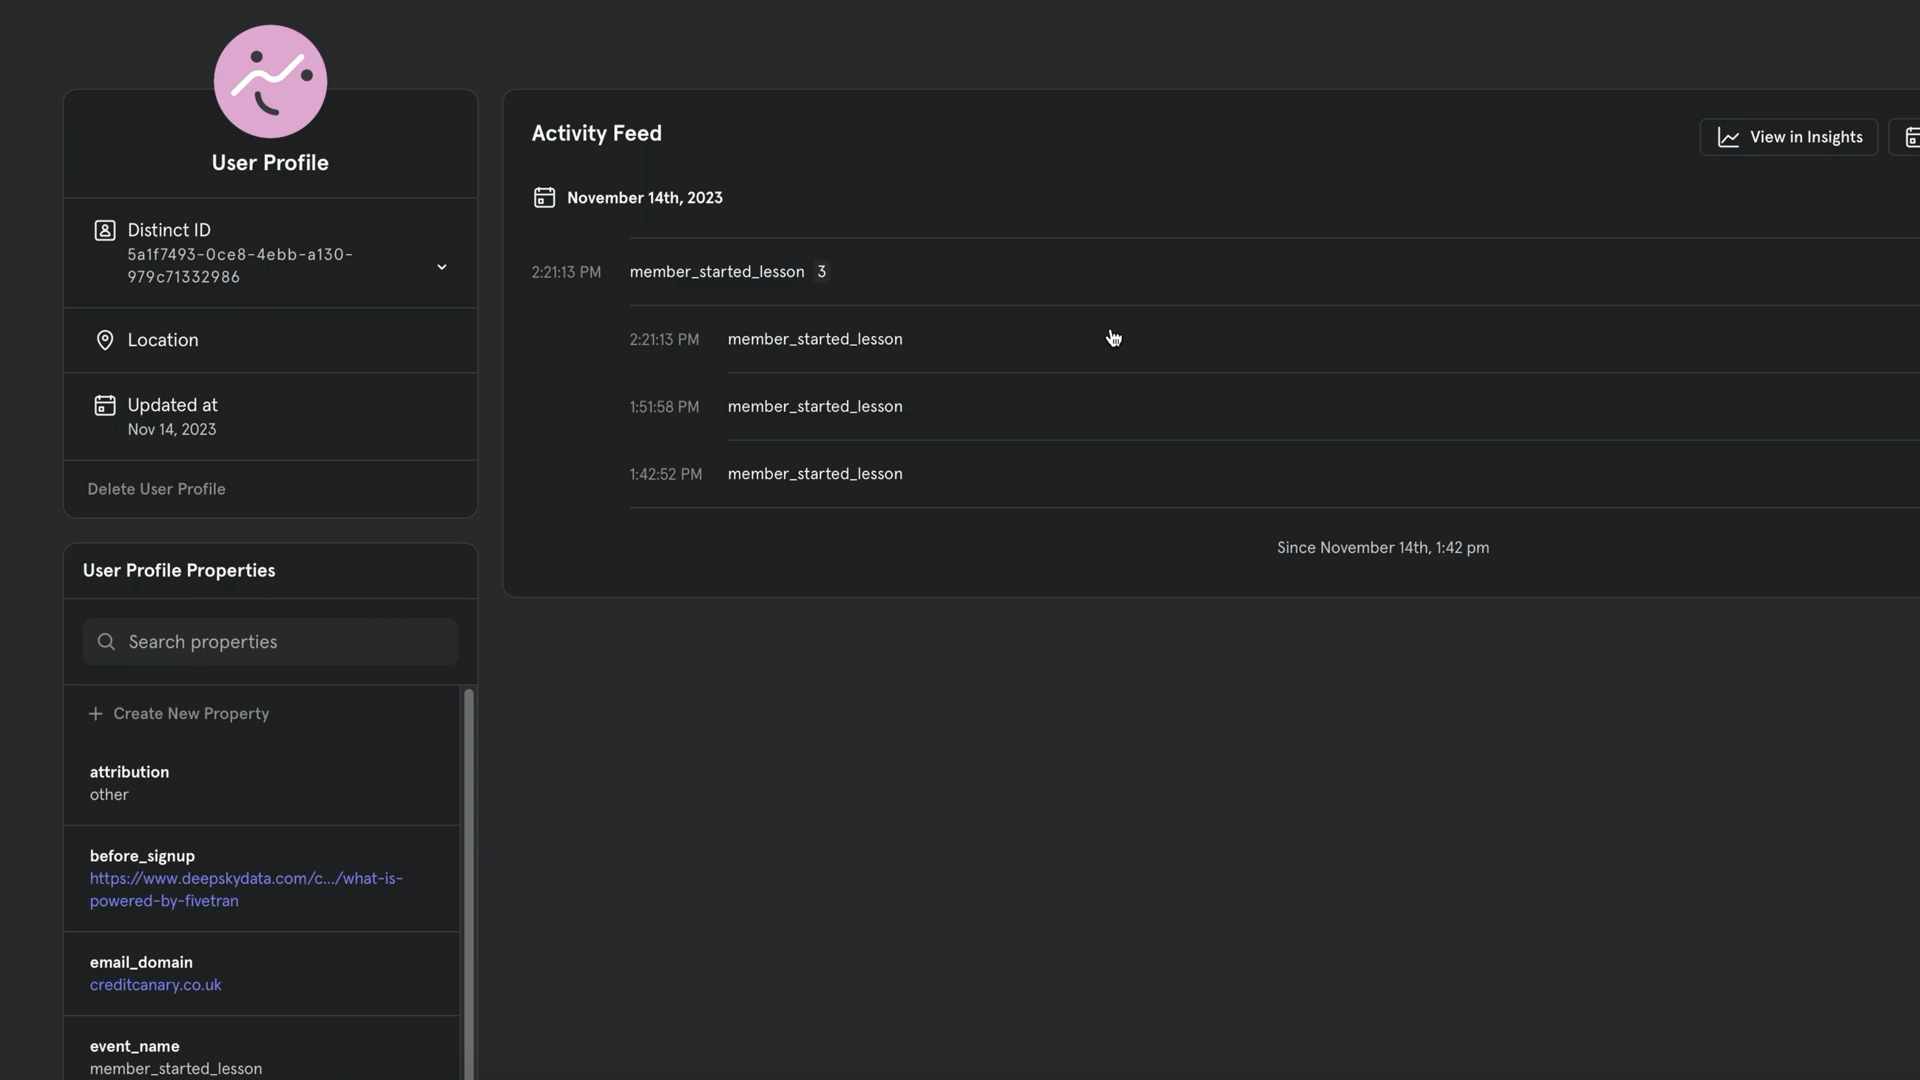 User Profile
Distinct ID
5a1f7493-0ce8-4ebb-a130-
979c71332986
Location
Updated at
Nov 14, 2023
Delete User Profile
User Profile Properties
Search properties
Create New Property
attribution
other
before_signup
https://www.deepskydata.com/c.../what-is-
powered-by-fivetran
email_domain
creditcanary.co.uk
event_name
member_started_lesson
Activity Feed
View in Insights
November 14th, 2023
2:21:13 PM member_started_lesson 3
2:21:13 PM member_started_lesson
1:51:58 PM member_started_lesson
1:42:52 PM member_started_lesson
Since November 14th, 1:42 pm